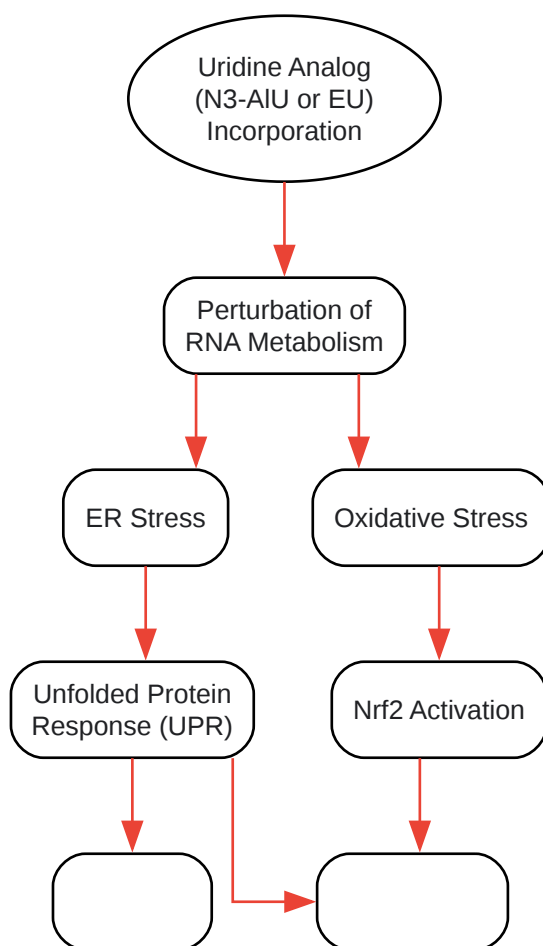 Uridine Analog
(N3-AlU or EU)
Incorporation
Perturbation of
RNA Metabolism
ER Stress
Oxidative Stress
Unfolded Protein
Response (UPR)
Nrf2 Activation